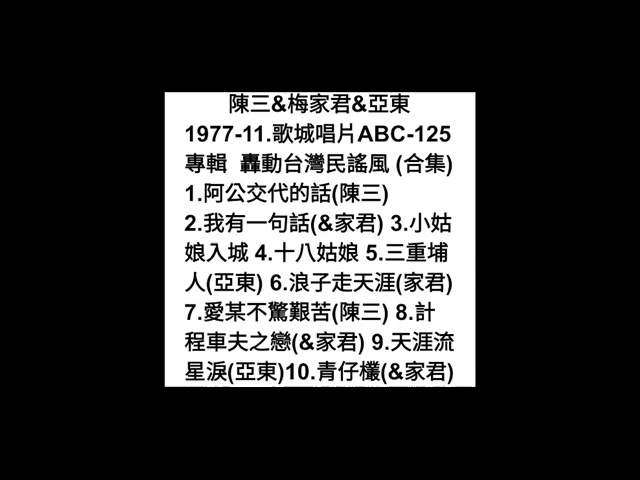 陳三&梅家君&亞東
1977-11.歌城唱片ABC-125
專輯 轟動台灣民謠風 (合集)
1.阿公交代的話(陳三)
2.我有一句話(&家君) 3.小姑
娘入城 4.十八姑娘 5.三重埔
人(亞東) 6.浪子走天涯(家君)
7.愛某不驚艱苦(陳三) 8.計
程車夫之戀(&家君) 9.天涯流
星淚(亞東)10.青仔欉(&家君)